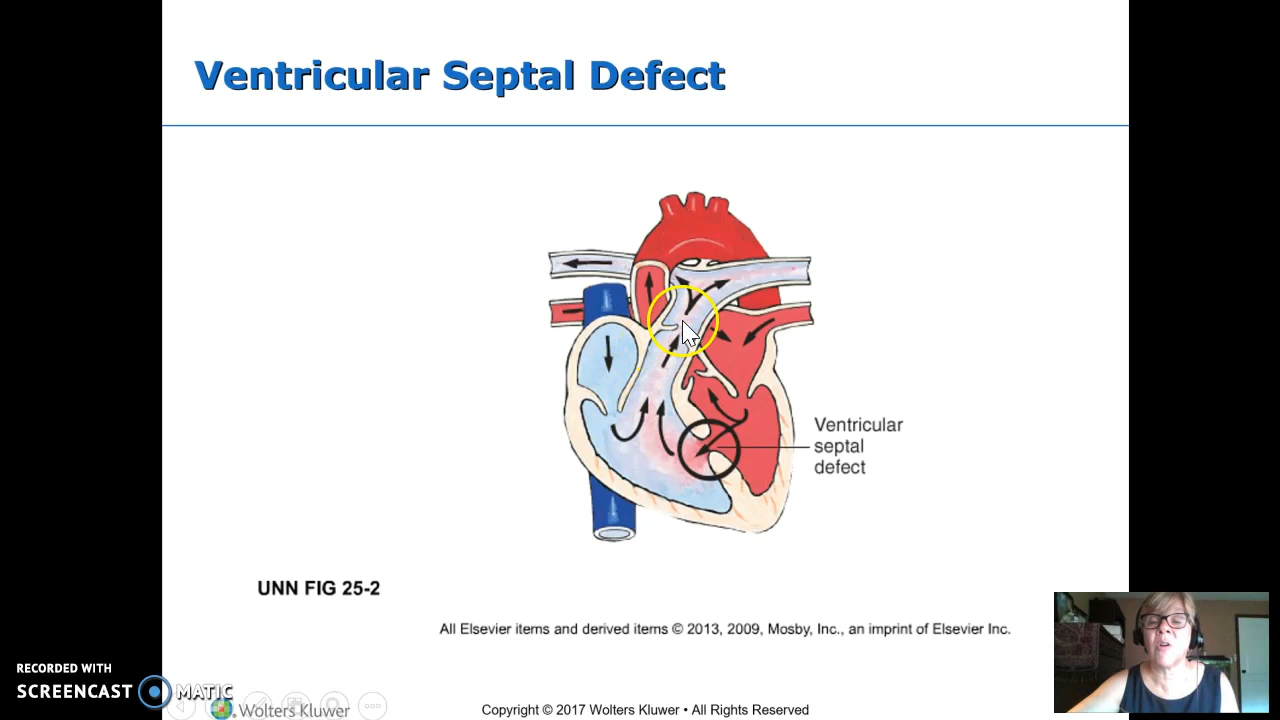 Ventricular Septal Defect
Ventricular
septal
defect
UNN FIG 25-2
All Elsevier items and derived items © 2013, 2009, Mosby, Inc., an imprint of Elsevier Inc.
RECORDED WITH
SCREENCAST MATIC
Wolters Kluwer
Copyright © 2017 Wolters Kluwer • All Rights Reserved